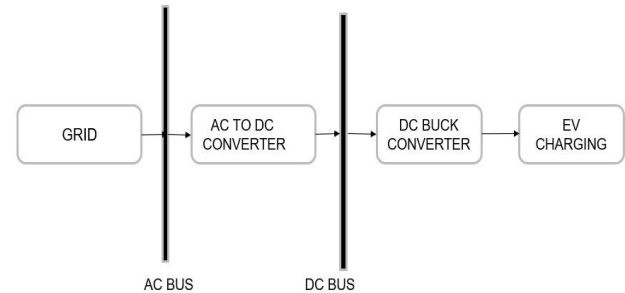 GRID
AC TO DC
CONVERTER
DC BUCK
CONVERTER
EV
CHARGING
AC BUS
DC BUS